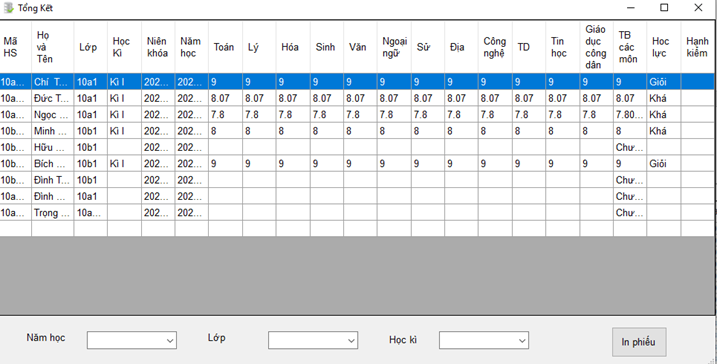 Tổng Kết
Mã HS Họ và Tên Lớp Học Kì Niên khóa Năm học Toán Lý Hóa Sinh Văn Ngoại ngữ Sử Địa Công nghệ TD Tin học Giáo dục công dân TB các môn Học lực Hạnh kiểm
10a... Chí T... 10a1 Kì I 202... 202... 9 9 9 9 9 9 9 9 9 9 9 9 9 Giỏi
10a... Đức T... 10a1 Kì I 202... 202... 8.07 8.07 8.07 8.07 8.07 8.07 8.07 8.07 8.07 8.07 8.07 8.07 8.07 Khá
10a... Ngọc ... 10a1 Kì I 202... 202... 7.8 7.8 7.8 7.8 7.8 7.8 7.8 7.8 7.8 7.8 7.8 7.8 7.80... Khá
10b... Minh ... 10b1 Kì I 202... 202... 8 8 8 8 8 8 8 8 8 8 8 8 8 Khá
10b... Hữu ... 10b1 202... 202... Chư...
10b... Bích ... 10b1 Kì I 202... 202... 9 9 9 9 9 9 9 9 9 9 9 9 9 Giỏi
10b... Đình T... 10b1 202... 202... Chư...
10a... Đình ... 10a1 202... 202... Chư...
10a... Trọng ... 10a... 202... 202... Chư...
Năm học Lớp Học kì In phiếu